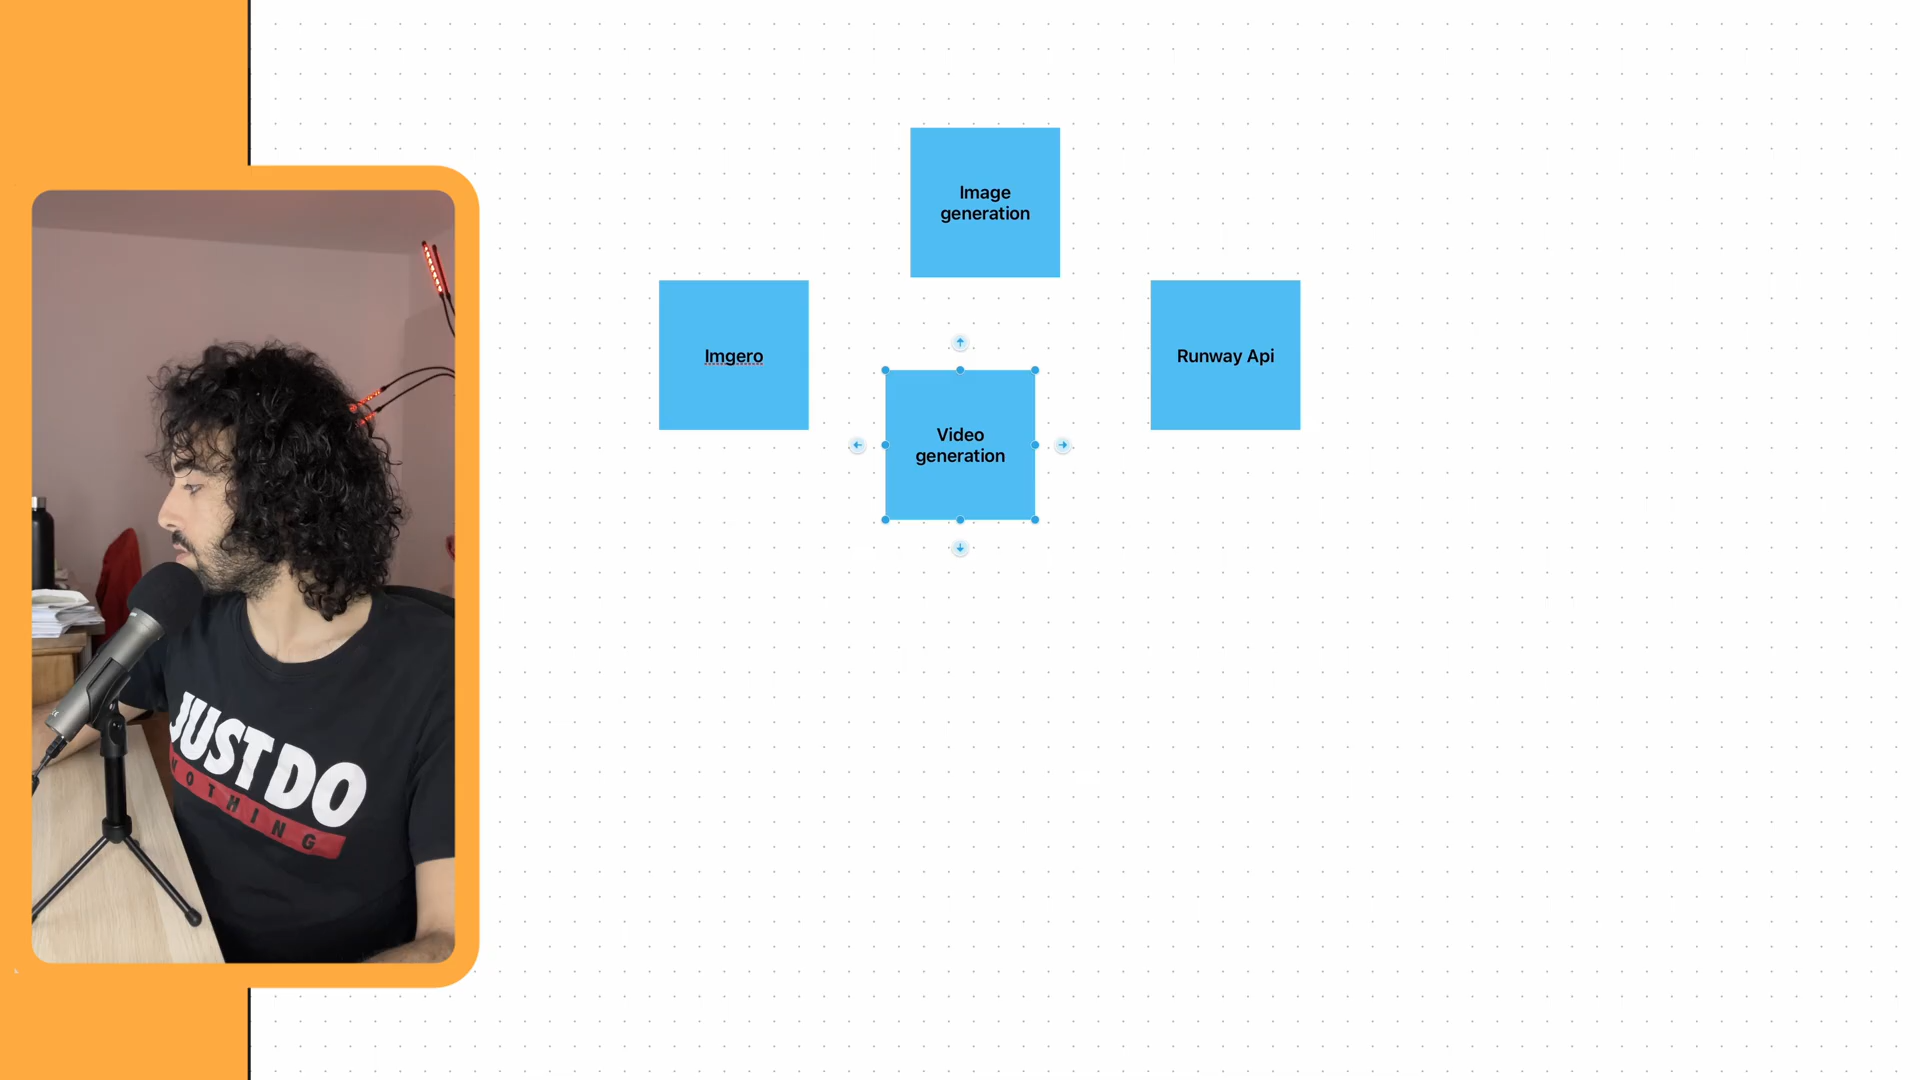 Image
generation
Imgero
Runway Api
Video
generation
JUST DO
NOTHING